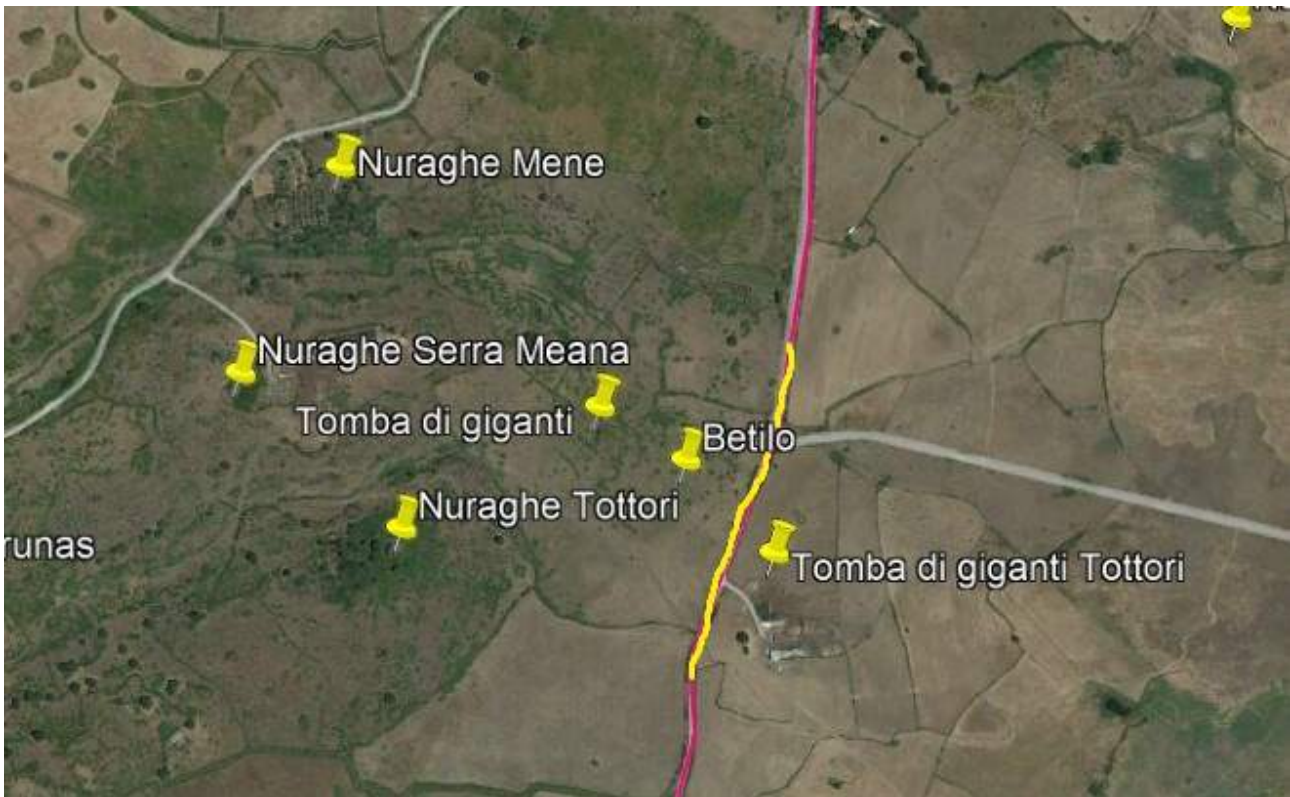 Nuraghe Mene
Nuraghe Serra Meana
Tomba di giganti
Betilo
Nuraghe Tottori
runas
Tomba di giganti Tottori